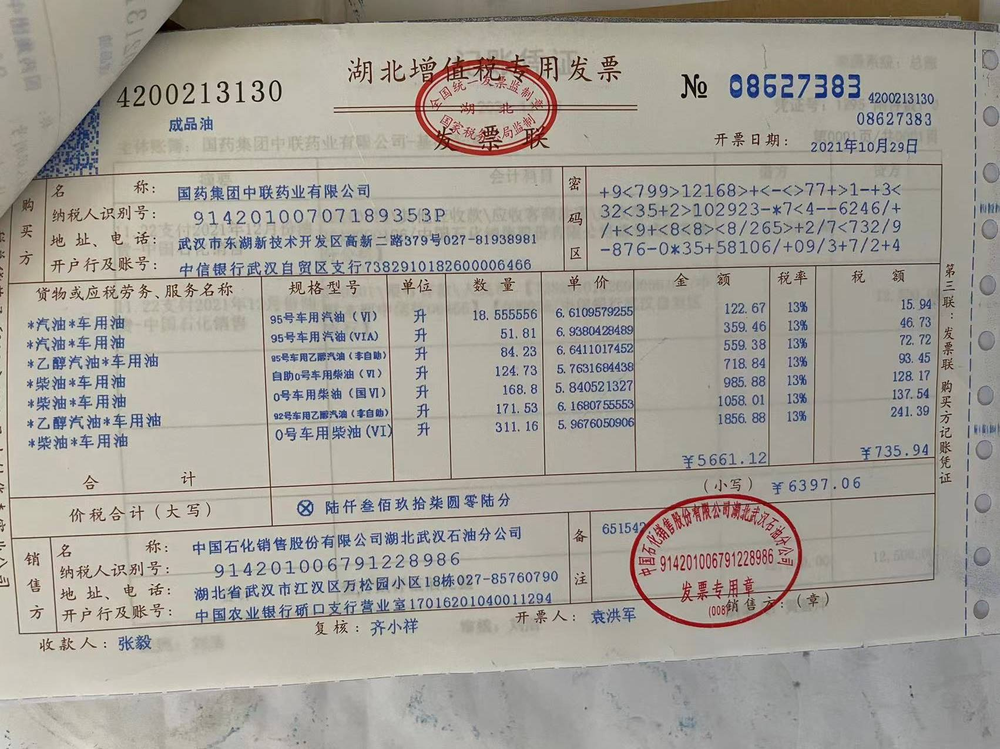 湖北增值税专用发票
4200213130
№ 08627383
4200213130
08627383
成品油
全国统一发票监制章
湖 北
国家税务总局监制
发 票 联
开票日期: 2021年10月29日
购买方
名 称: 国药集团中联药业有限公司
纳税人识别号: 91420100707189353P
地 址、电 话: 武汉市东湖新技术开发区高新二路379号027-81938981
开户行及账号: 中信银行武汉自贸区支行7382910182600006466
密码区
+9<799>12168>+<-<>77+>1-+3<
32<35+2>102923-*7<4--6246/+
/+<9+<8<8><8/265>+2/7<732/9
-876-0*35+58106/+09/3+7/2+4
货物或应税劳务、服务名称 规格型号 单位 数 量 单 价 金 额 税率 税 额
*汽油*车用油 95号车用汽油(Ⅵ) 升 18.555556 6.6109579255 122.67 13% 15.94
*汽油*车用油 95号车用汽油(VIA) 升 51.81 6.9380428489 359.46 13% 46.73
*乙醇汽油*车用油 95号车用乙醇汽油(非自助) 升 84.23 6.6411017452 559.38 13% 72.72
*柴油*车用油 自助0号车用柴油(Ⅵ) 升 124.73 5.7631684438 718.84 13% 93.45
*柴油*车用油 0号车用柴油(国Ⅵ) 升 168.8 5.840521327 985.88 13% 128.17
*乙醇汽油*车用油 92号车用乙醇汽油(非自助) 升 171.53 6.1680755553 1058.01 13% 137.54
*柴油*车用油 0号车用柴油(VI) 升 311.16 5.9676050906 1856.88 13% 241.39
合 计 ¥5661.12 ¥735.94
价税合计(大写) ⊗ 陆仟叁佰玖拾柒圆零陆分 (小写) ¥6397.06
销售方
名 称: 中国石化销售股份有限公司湖北武汉石油分公司
纳税人识别号: 914201006791228986
地 址、电 话: 湖北省武汉市江汉区万松园小区18栋027-85760790
开户行及账号: 中国农业银行硚口支行营业室17016201040011294
备注
651542
中国石化销售股份有限公司湖北武汉石油分公司
914201006791228986
发票专用章
(008)
收款人: 张毅 复核: 齐小祥 开票人: 袁洪军 销售方:(章)
第三联:发票联 购买方记账凭证